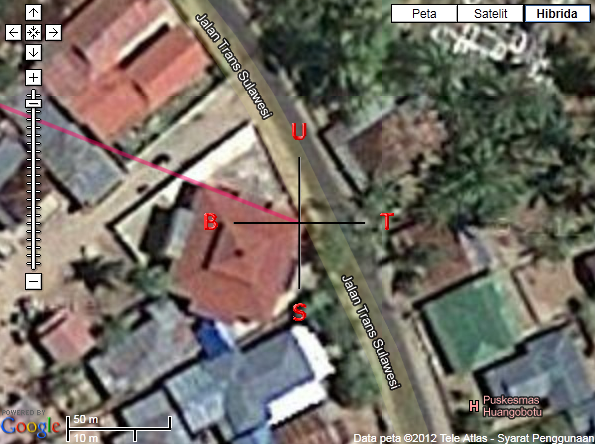 Peta
Satelit
Hibrida
Jalan Trans Sulawesi
U
B
T
S
Jalan Trans Sulawesi
H Puskesmas
Huangobotu
POWERED BY
Google
50 m
10 m
Data peta ©2012 Tele Atlas - Syarat Penggunaan